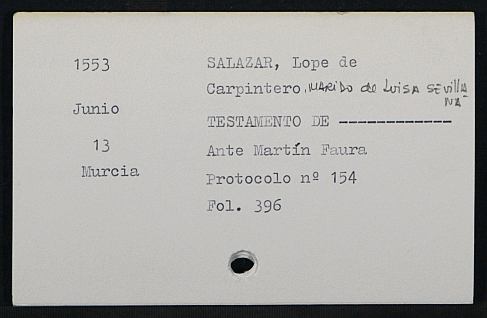 1553
SALAZAR, Lope de
Carpintero, MARIDO de LUISA SEVILLA
NA
Junio
TESTAMENTO DE ------------
13
Ante Martín Faura
Murcia
Protocolo nº 154
Fol. 396